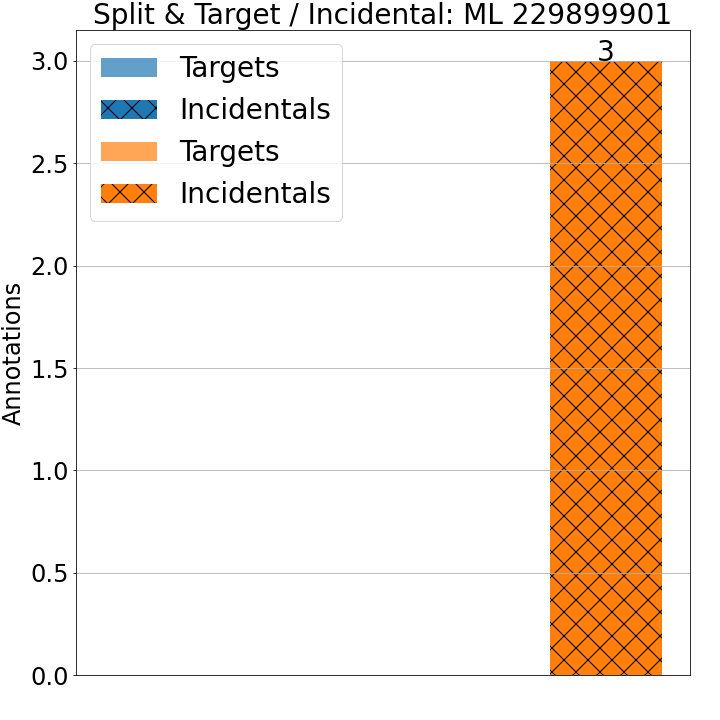 Split & Target / Incidental: ML 229899901
3
3.0
2.5
2.0
1.5
1.0
0.5
0.0
Annotations
Targets
Incidentals
Targets
Incidentals